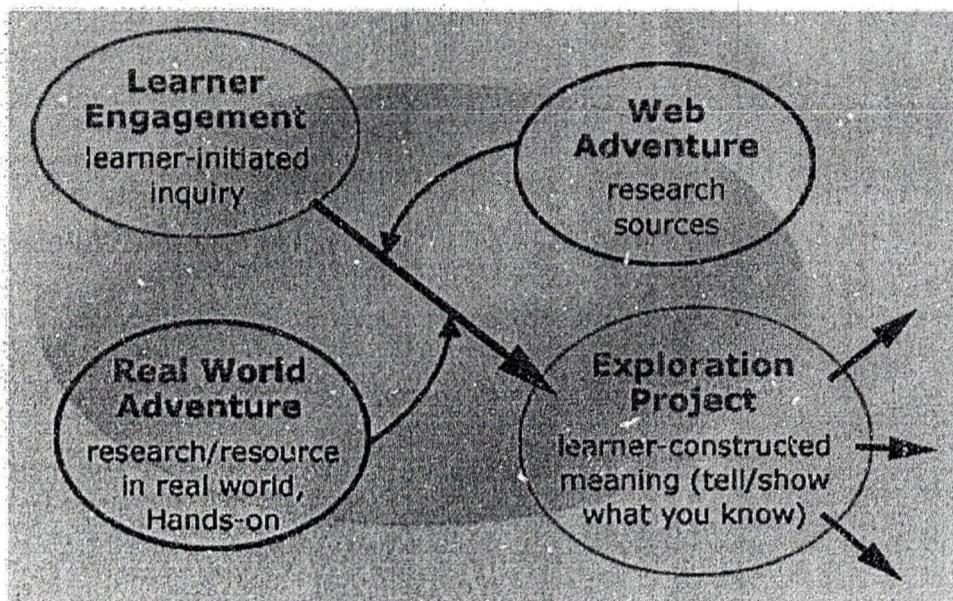 Learner
Engagement
learner-initiated
inquiry
Web
Adventure
research
sources
Real World
Adventure
research/resource
in real world,
Hands-on
Exploration
Project
learner-constructed
meaning (tell/show
what you know)